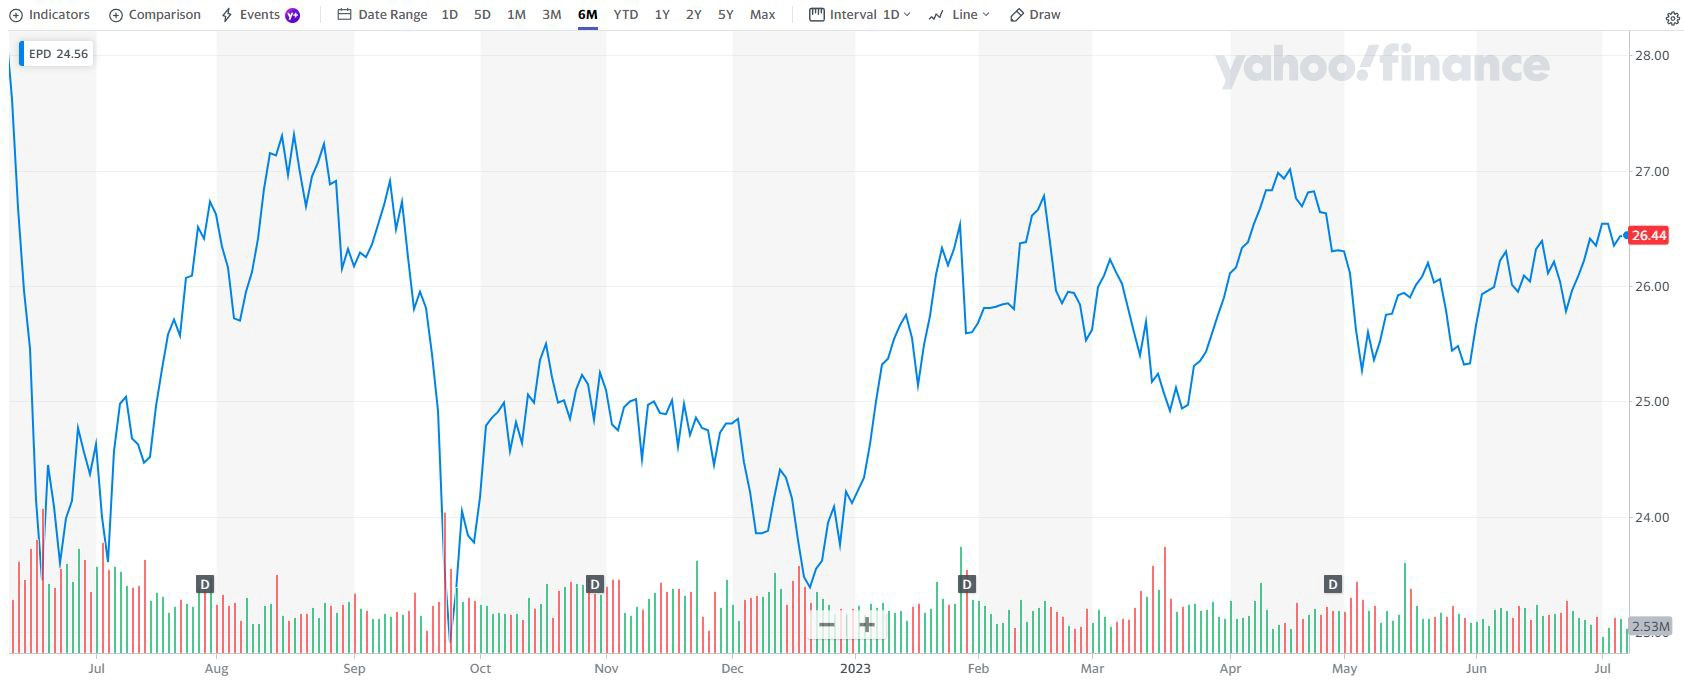 Indicators Comparison Events y+ Date Range 1D 5D 1M 3M 6M YTD 1Y 2Y 5Y Max Interval 1D Line Draw
EPD 24.56
yahoo!finance
28.00
27.00
26.44
26.00
25.00
24.00
D D D D
− +
2.53M
Jul Aug Sep Oct Nov Dec 2023 Feb Mar Apr May Jun Jul